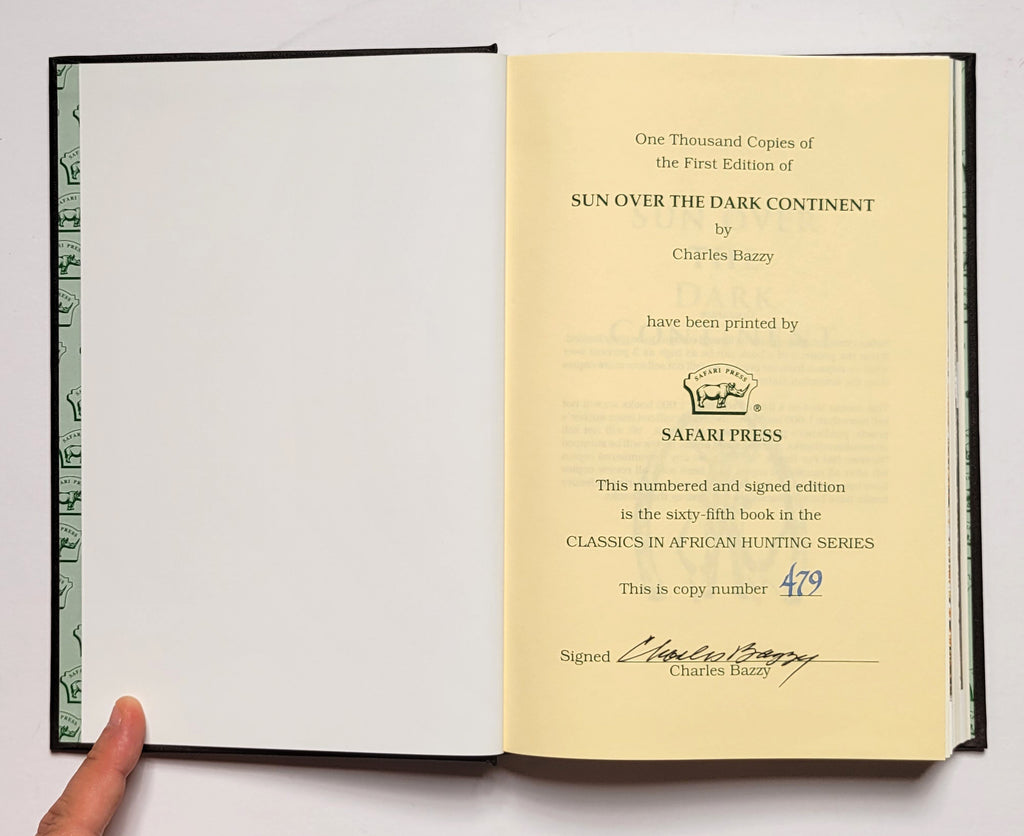 One Thousand Copies of
the First Edition of
SUN OVER THE DARK CONTINENT
by
Charles Bazzy
have been printed by
SAFARI PRESS
®
SAFARI PRESS
This numbered and signed edition
is the sixty-fifth book in the
CLASSICS IN AFRICAN HUNTING SERIES
This is copy number 479
Signed Charles Bazzy
Charles Bazzy